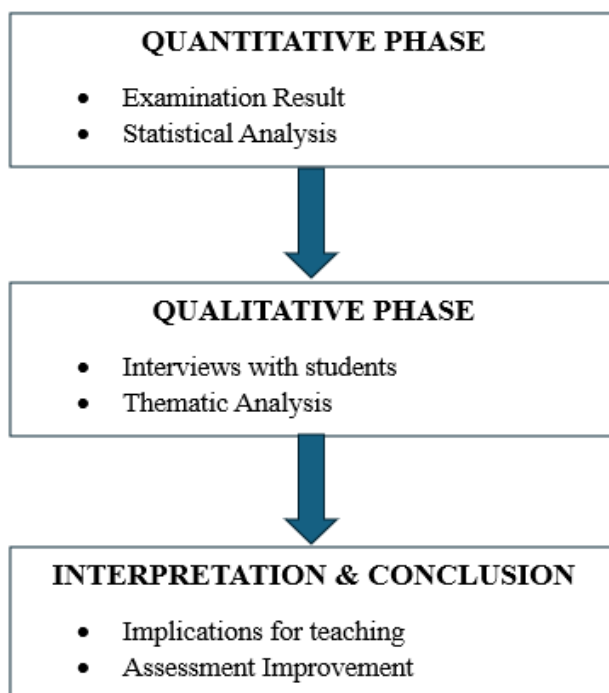 QUANTITATIVE PHASE
• Examination Result
• Statistical Analysis
QUALITATIVE PHASE
• Interviews with students
• Thematic Analysis
INTERPRETATION & CONCLUSION
• Implications for teaching
• Assessment Improvement